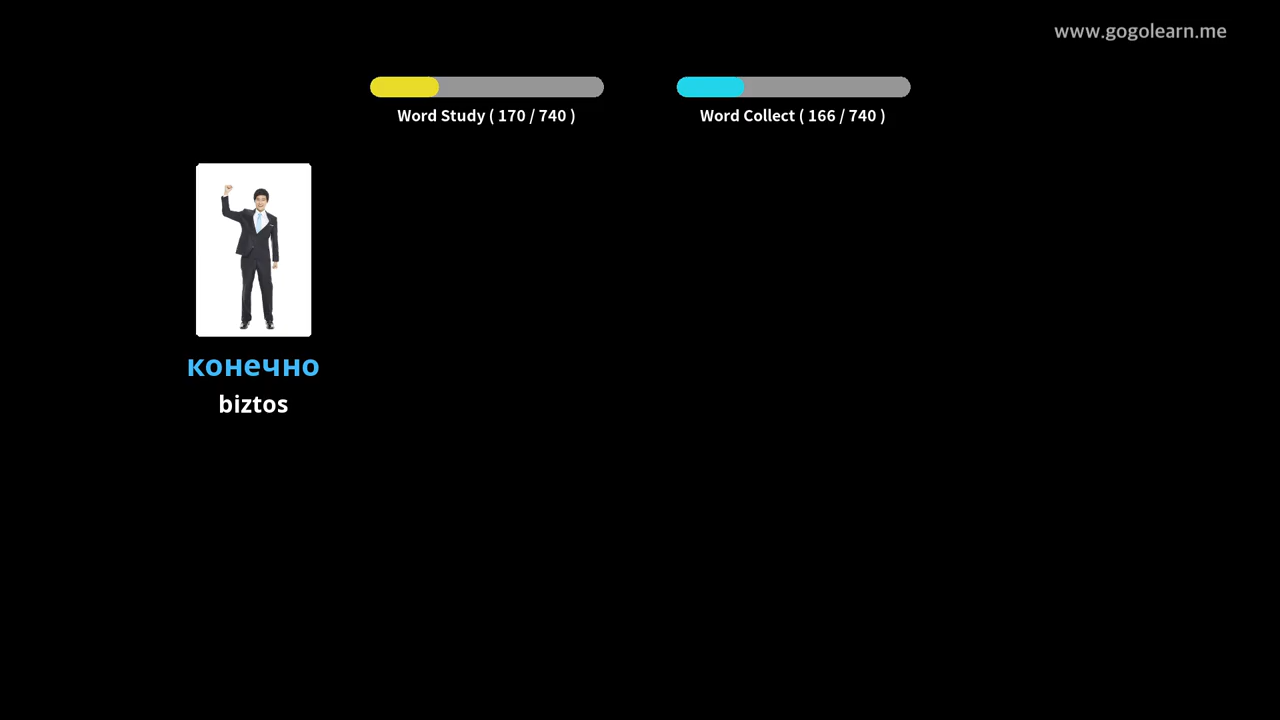 www.gogolearn.me
Word Study ( 170 / 740 )
Word Collect ( 166 / 740 )
конечно
biztos